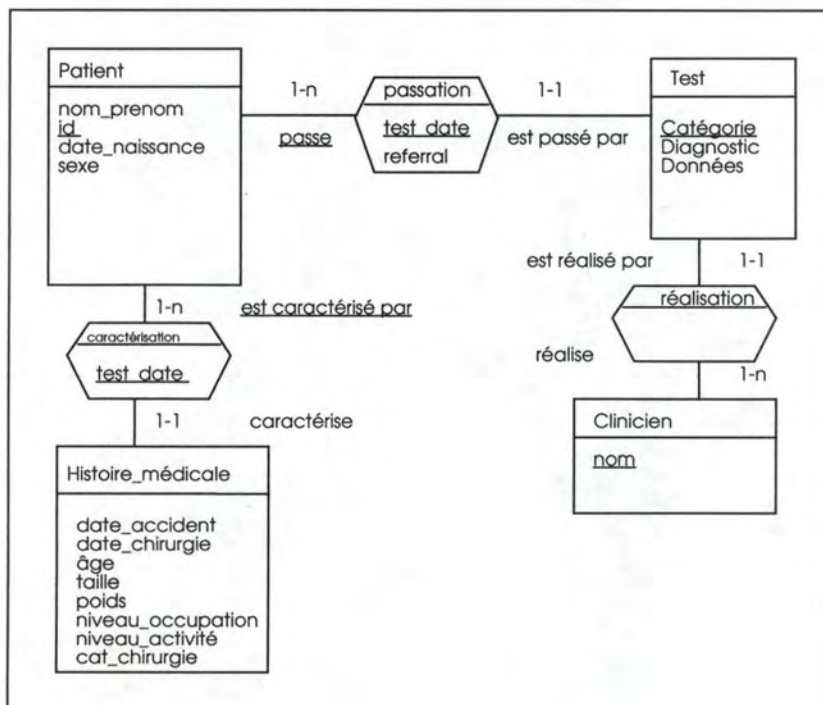 Patient
nom_prenom
id
date_naissance
sexe
1-n
passe
passation
test_date
referral
1-1
est passé par
Test
Catégorie
Diagnostic
Données
est réalisé par
1-1
réalisation
réalise
1-n
Clinicien
nom
1-n
est caractérisé par
caractérisation
test_date
1-1
caractérise
Histoire_médicale
date_accident
date_chirurgie
âge
taille
poids
niveau_occupation
niveau_activité
cat_chirurgie